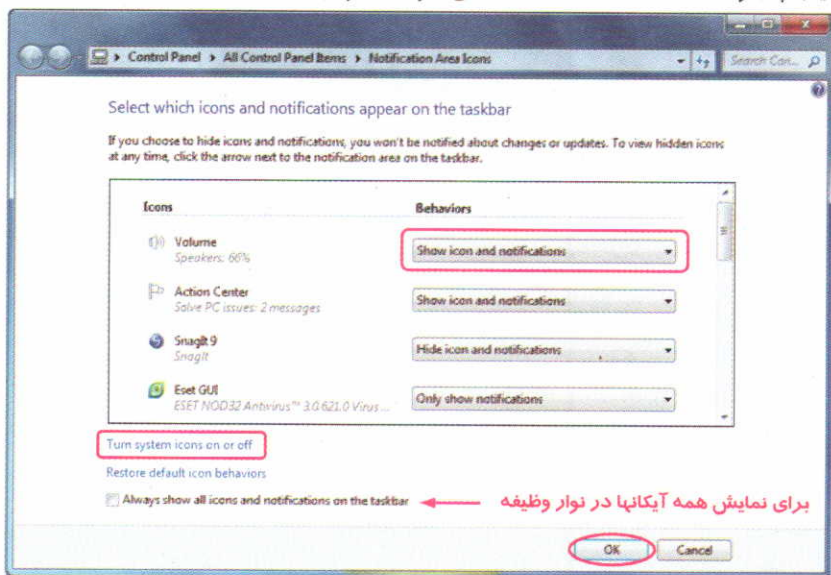 Control Panel ▸ All Control Panel Items ▸ Notification Area Icons
Search Con...
Select which icons and notifications appear on the taskbar
If you choose to hide icons and notifications, you won't be notified about changes or updates. To view hidden icons
at any time, click the arrow next to the notification area on the taskbar.
Icons Behaviors
Volume
Speakers: 66%
Show icon and notifications
Action Center
Solve PC issues: 2 messages
Show icon and notifications
SnagIt 9
SnagIt
Hide icon and notifications
Eset GUI
ESET NOD32 Antivirus™ 3.0.621.0 Virus ...
Only show notifications
Turn system icons on or off
Restore default icon behaviors
Always show all icons and notifications on the taskbar
برای نمایش همه آیکانها در نوار وظیفه
OK Cancel